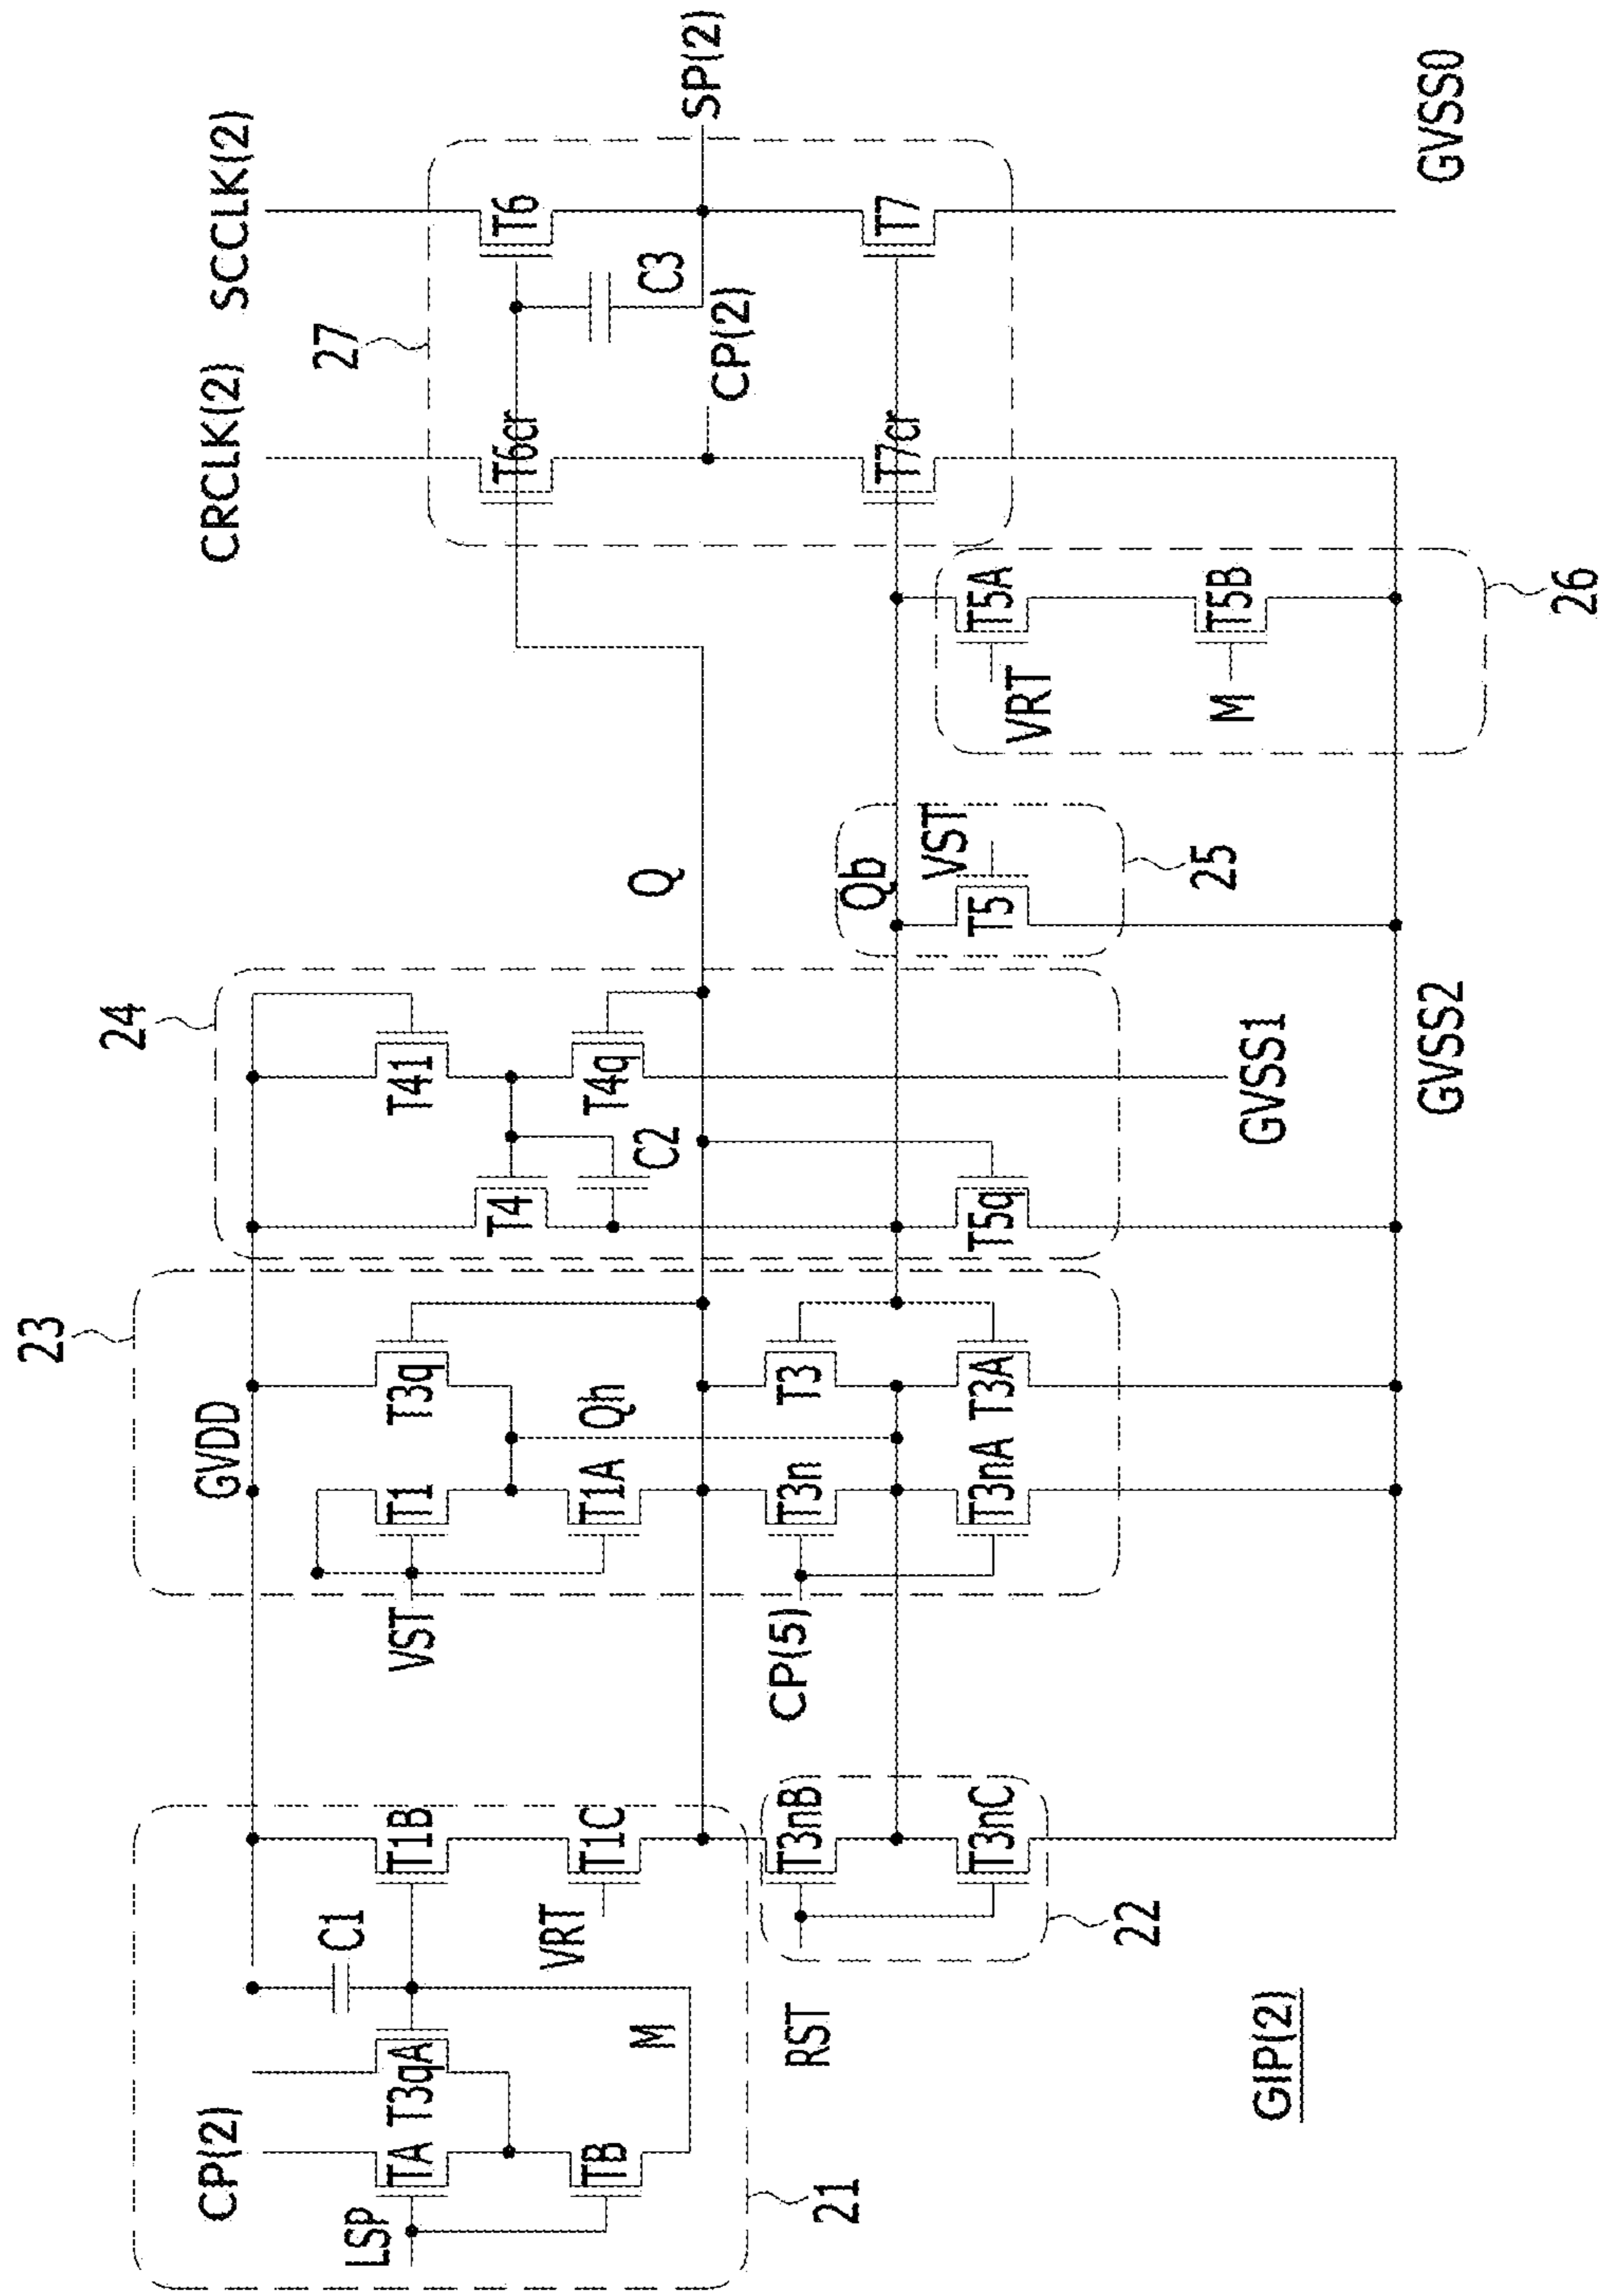 CP(2)
LSP
TA
T3qA
C1
TB
M
T1B
T1C
VRT
21
RST
T3nB
T3nC
22
GIP(2)
23
GVDD
VST
T1
T3q
T1A
Qh
CP(5)
T3n
T3
T3nA
T3A
24
T41
T4
T4q
C2
T5q
GVSS1
GVSS2
Q
Qb
VST
T5
25
VRT
T5A
M
T5B
26
27
CRCLK(2)
SCCLK(2)
T6cr
T6
C3
CP(2)
SP(2)
T7cr
T7
GVSS0